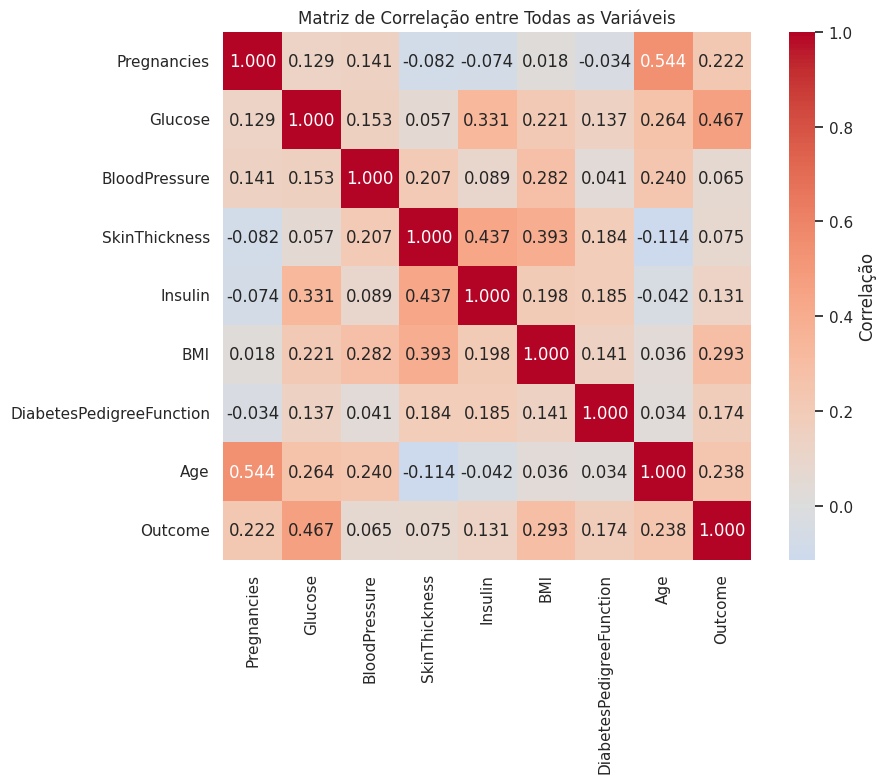 Matriz de Correlação entre Todas as Variáveis
Pregnancies 1.000 0.129 0.141 -0.082 -0.074 0.018 -0.034 0.544 0.222
Glucose 0.129 1.000 0.153 0.057 0.331 0.221 0.137 0.264 0.467
BloodPressure 0.141 0.153 1.000 0.207 0.089 0.282 0.041 0.240 0.065
SkinThickness -0.082 0.057 0.207 1.000 0.437 0.393 0.184 -0.114 0.075
Insulin -0.074 0.331 0.089 0.437 1.000 0.198 0.185 -0.042 0.131
BMI 0.018 0.221 0.282 0.393 0.198 1.000 0.141 0.036 0.293
DiabetesPedigreeFunction -0.034 0.137 0.041 0.184 0.185 0.141 1.000 0.034 0.174
Age 0.544 0.264 0.240 -0.114 -0.042 0.036 0.034 1.000 0.238
Outcome 0.222 0.467 0.065 0.075 0.131 0.293 0.174 0.238 1.000
Pregnancies
Glucose
BloodPressure
SkinThickness
Insulin
BMI
DiabetesPedigreeFunction
Age
Outcome
1.0
0.8
0.6
0.4
0.2
0.0
Correlação